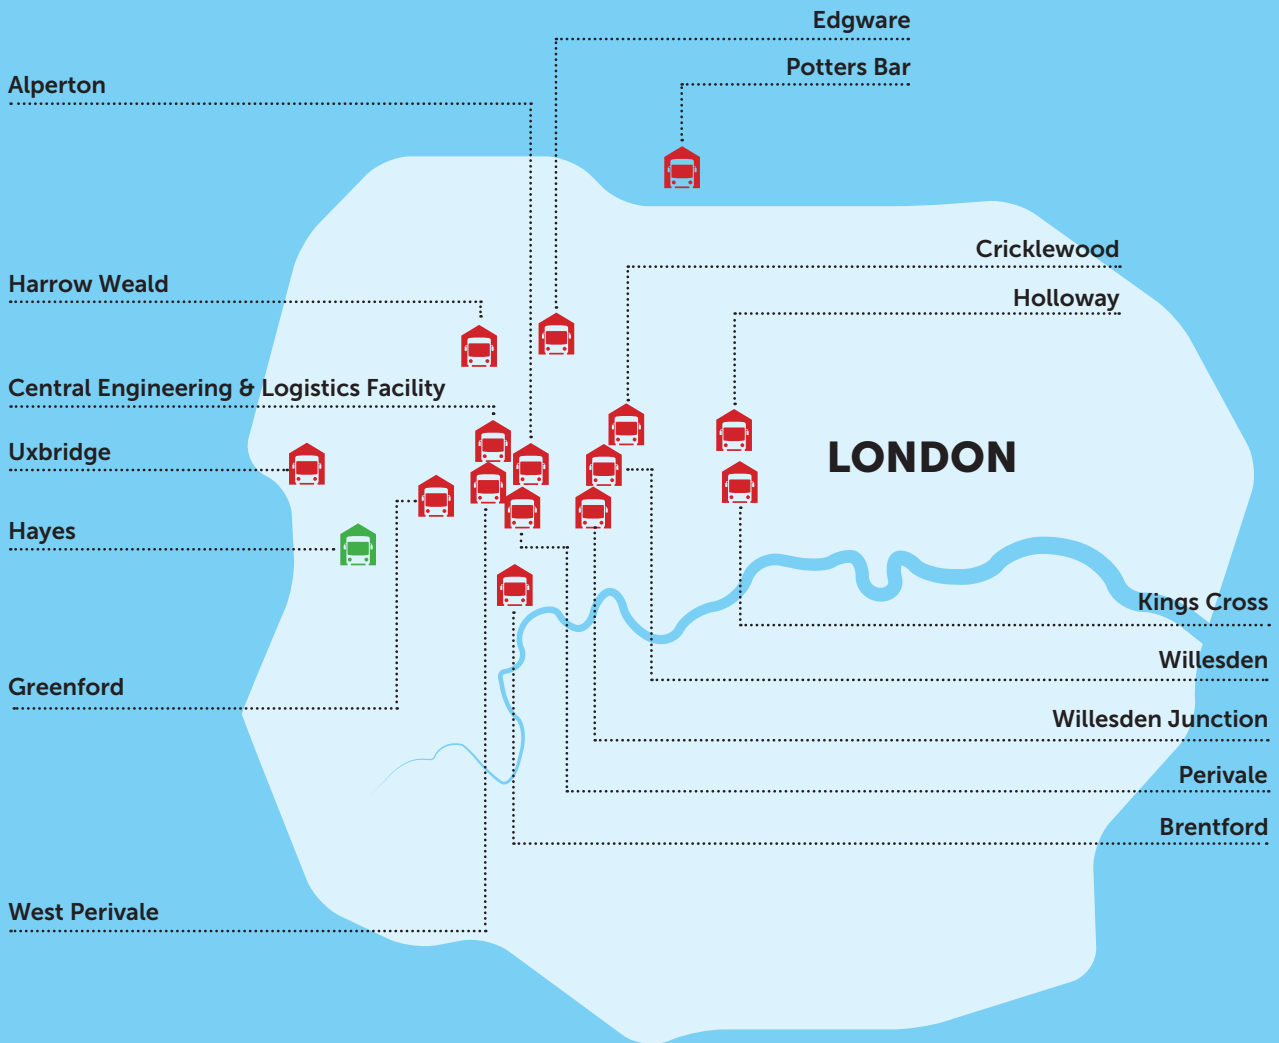 Edgware
Potters Bar
Alperton
Cricklewood
Harrow Weald
Holloway
Central Engineering & Logistics Facility
Uxbridge
LONDON
Hayes
Kings Cross
Willesden
Greenford
Willesden Junction
Perivale
Brentford
West Perivale